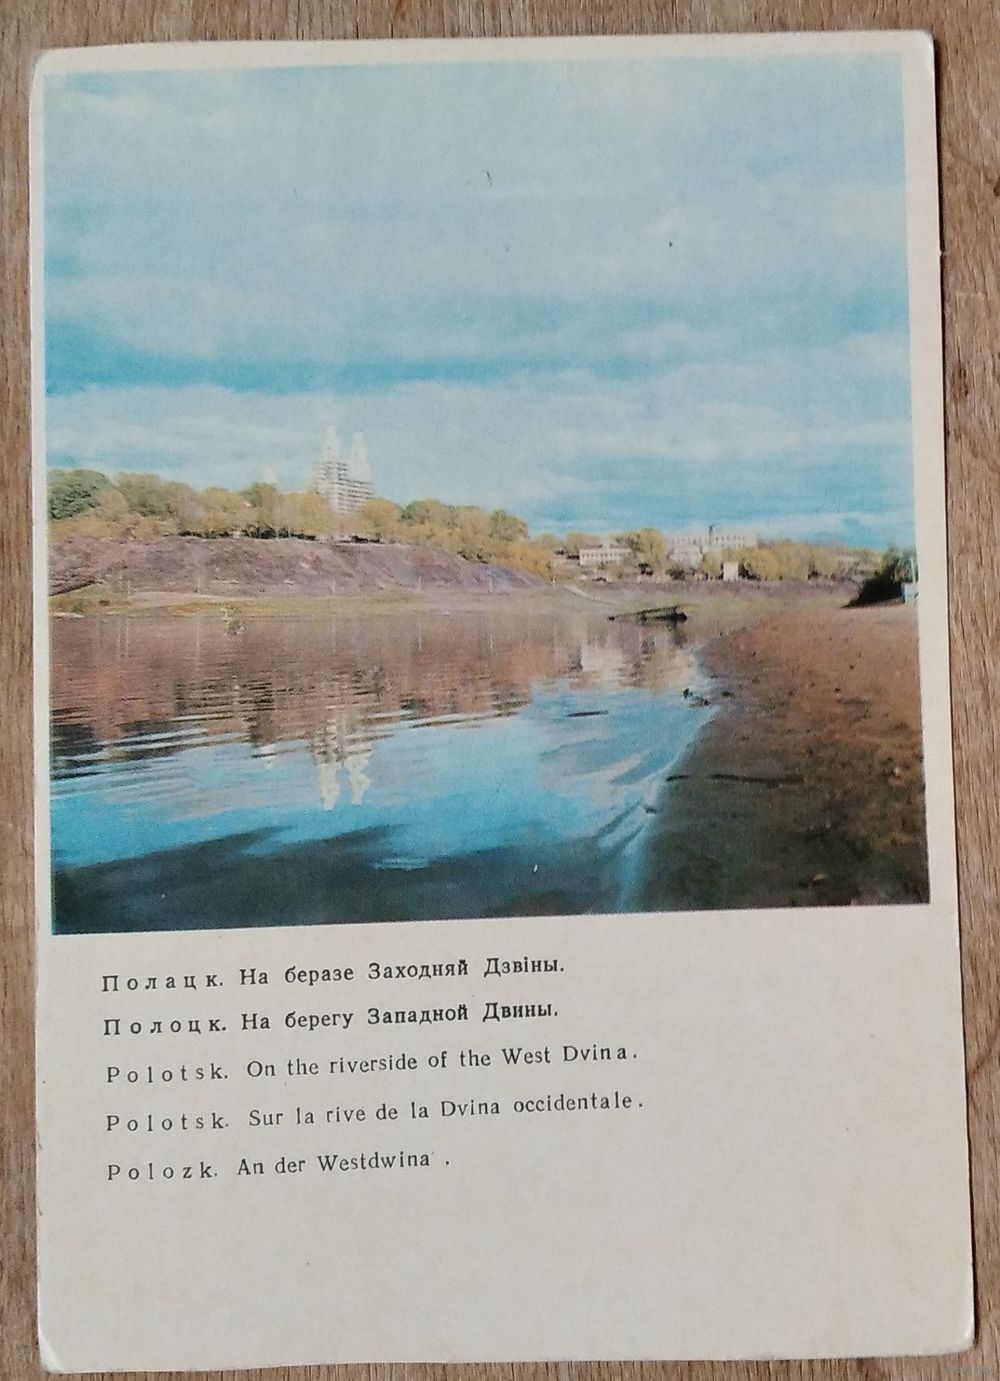 Полацк. На беразе Заходняй Дзвіны.
Полоцк. На берегу Западной Двины.
Polotsk. On the riverside of the West Dvina.
Polotsk. Sur la rive de la Dvina occidentale.
Polozk. An der Westdwina.